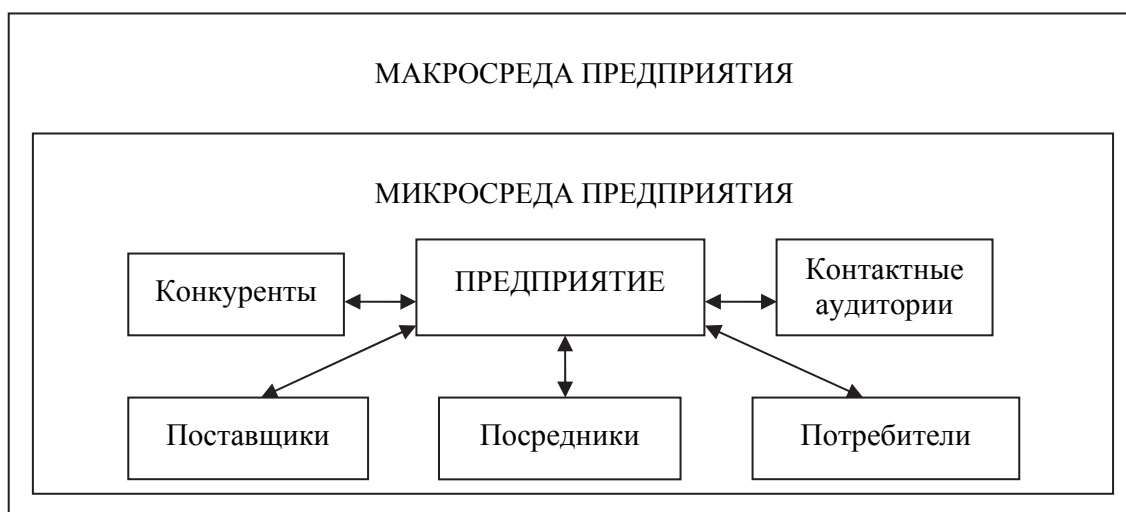 МАКРОСРЕДА ПРЕДПРИЯТИЯ
МИКРОСРЕДА ПРЕДПРИЯТИЯ
Конкуренты
ПРЕДПРИЯТИЕ
Контактные
аудитории
Поставщики
Посредники
Потребители